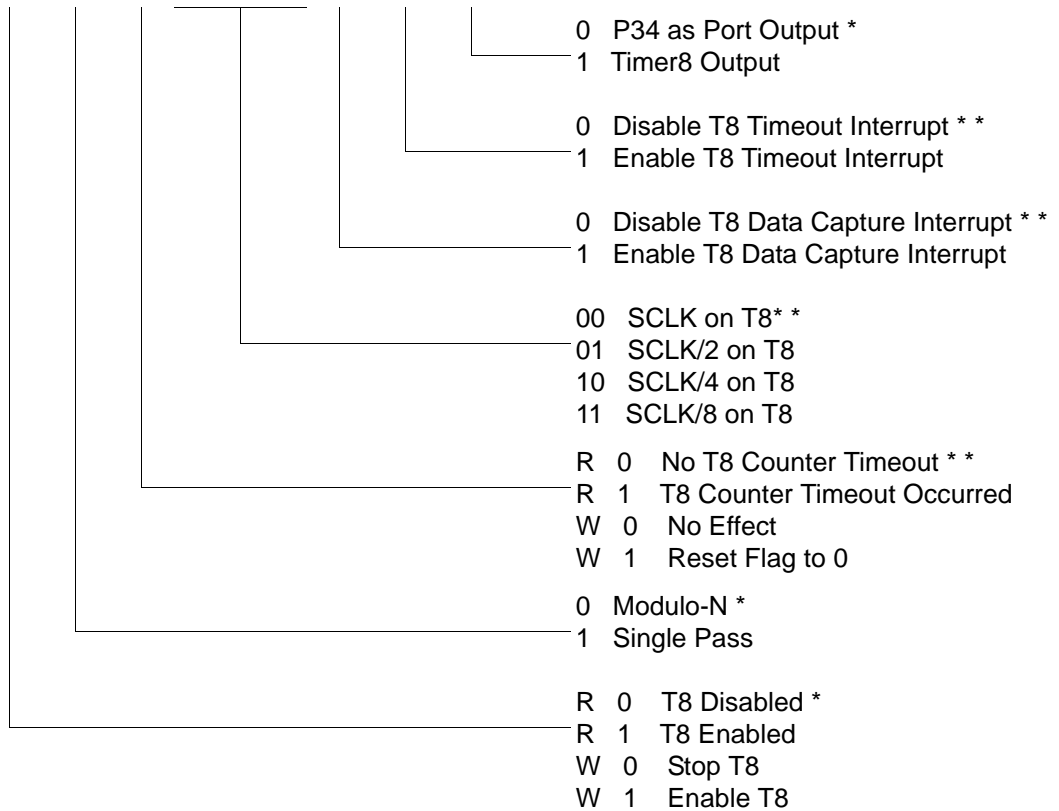 0 P34 as Port Output *
1 Timer8 Output
0 Disable T8 Timeout Interrupt * *
1 Enable T8 Timeout Interrupt
0 Disable T8 Data Capture Interrupt * *
1 Enable T8 Data Capture Interrupt
00 SCLK on T8* *
01 SCLK/2 on T8
10 SCLK/4 on T8
11 SCLK/8 on T8
R 0 No T8 Counter Timeout * *
R 1 T8 Counter Timeout Occurred
W 0 No Effect
W 1 Reset Flag to 0
0 Modulo-N *
1 Single Pass
R 0 T8 Disabled *
R 1 T8 Enabled
W 0 Stop T8
W 1 Enable T8